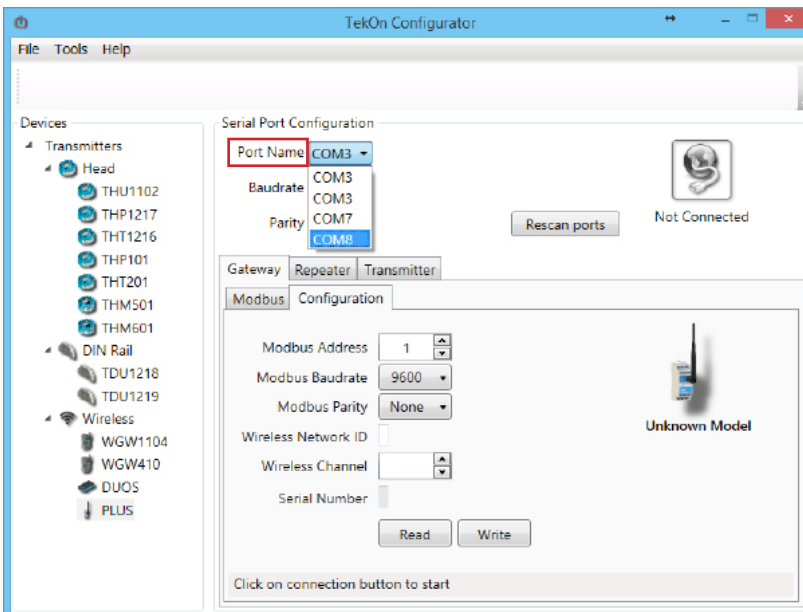 TekOn Configurator
File Tools Help
Devices
Transmitters
Head
THU1102
THP1217
THT1216
THP101
THT201
THM501
THM601
DIN Rail
TDU1218
TDU1219
Wireless
WGW1104
WGW410
DUOS
PLUS
Serial Port Configuration
Port Name COM3
COM3
Baudrate
COM3
Parity COM7
COM8
Rescan ports
Not Connected
Gateway Repeater Transmitter
Modbus Configuration
Modbus Address 1
Modbus Baudrate 9600
Modbus Parity None
Wireless Network ID
Wireless Channel
Serial Number
Read Write
Unknown Model
Click on connection button to start